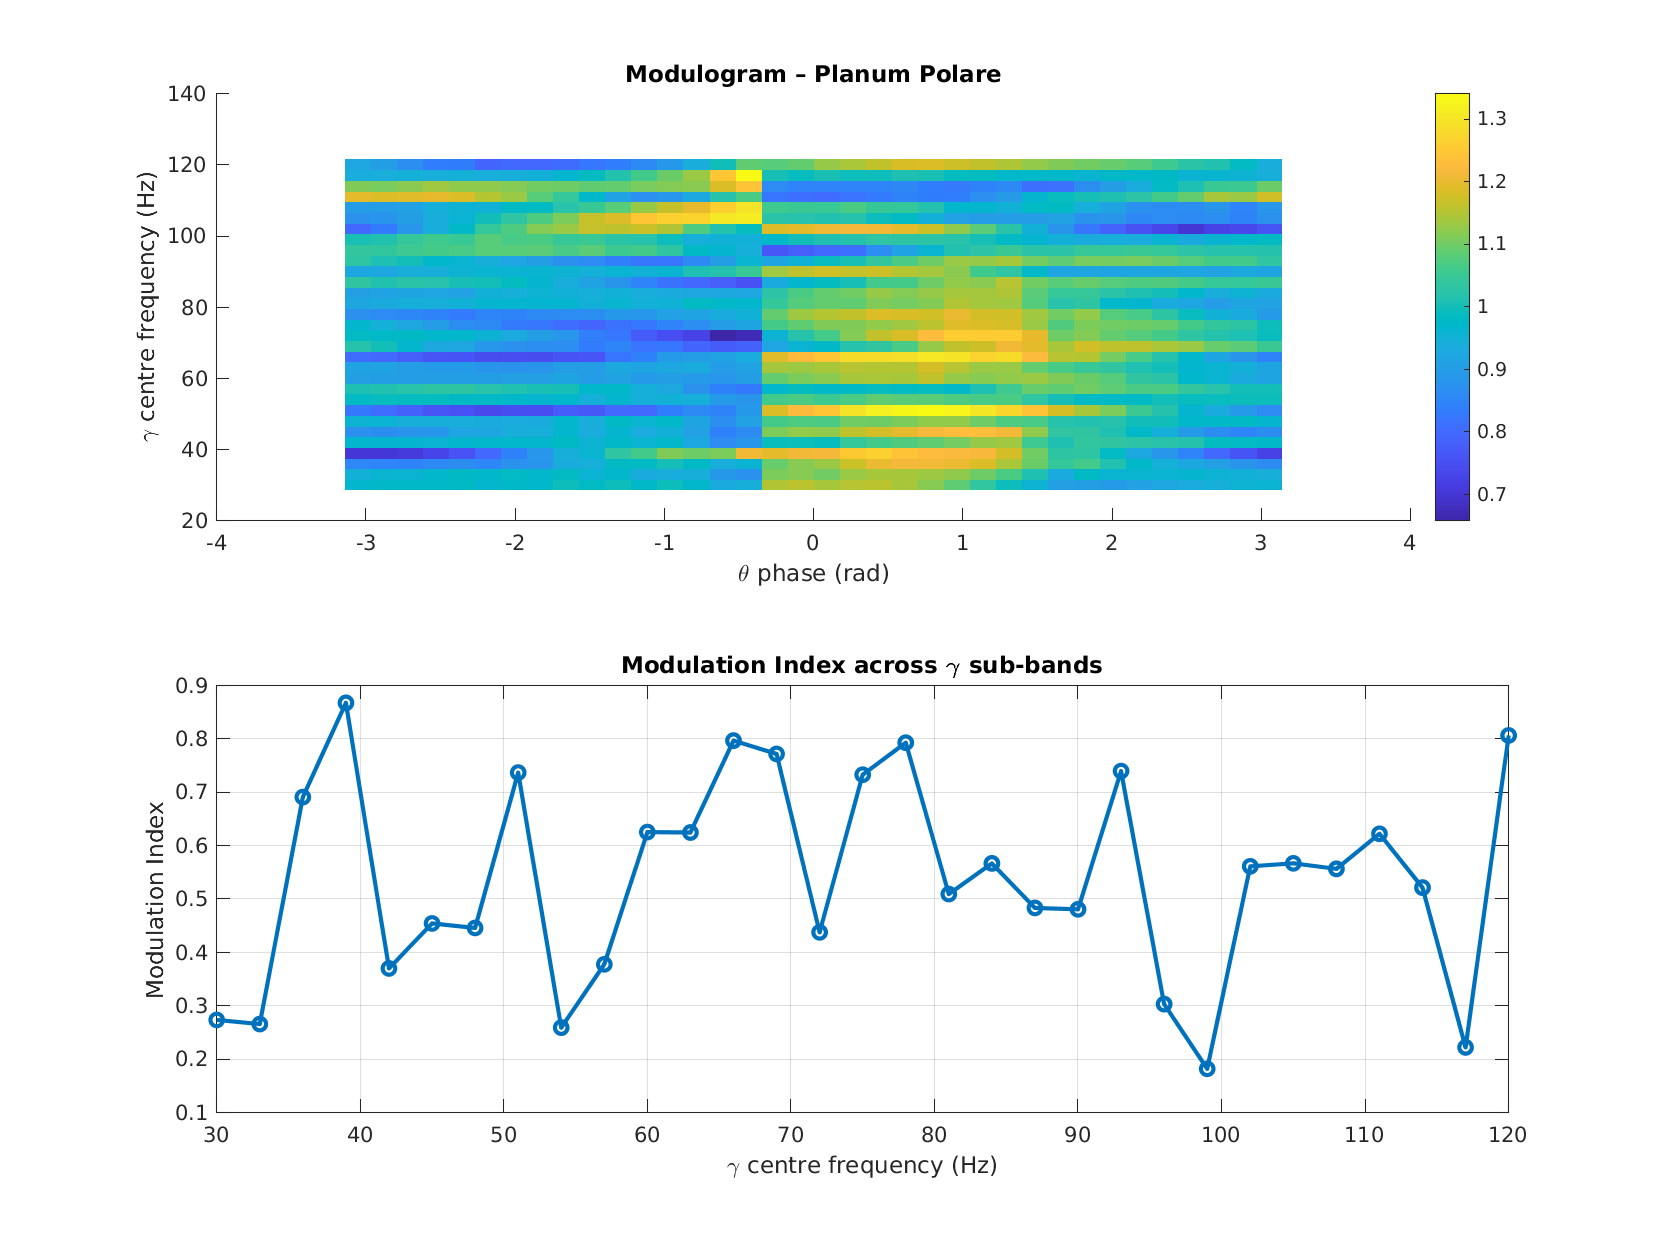 Modulogram – Planum Polare
140
120
100
80
60
40
20
γ centre frequency (Hz)
-4 -3 -2 -1 0 1 2 3 4
θ phase (rad)
1.3
1.2
1.1
1
0.9
0.8
0.7
Modulation Index across γ sub-bands
0.9
0.8
0.7
0.6
0.5
0.4
0.3
0.2
0.1
Modulation Index
30 40 50 60 70 80 90 100 110 120
γ centre frequency (Hz)